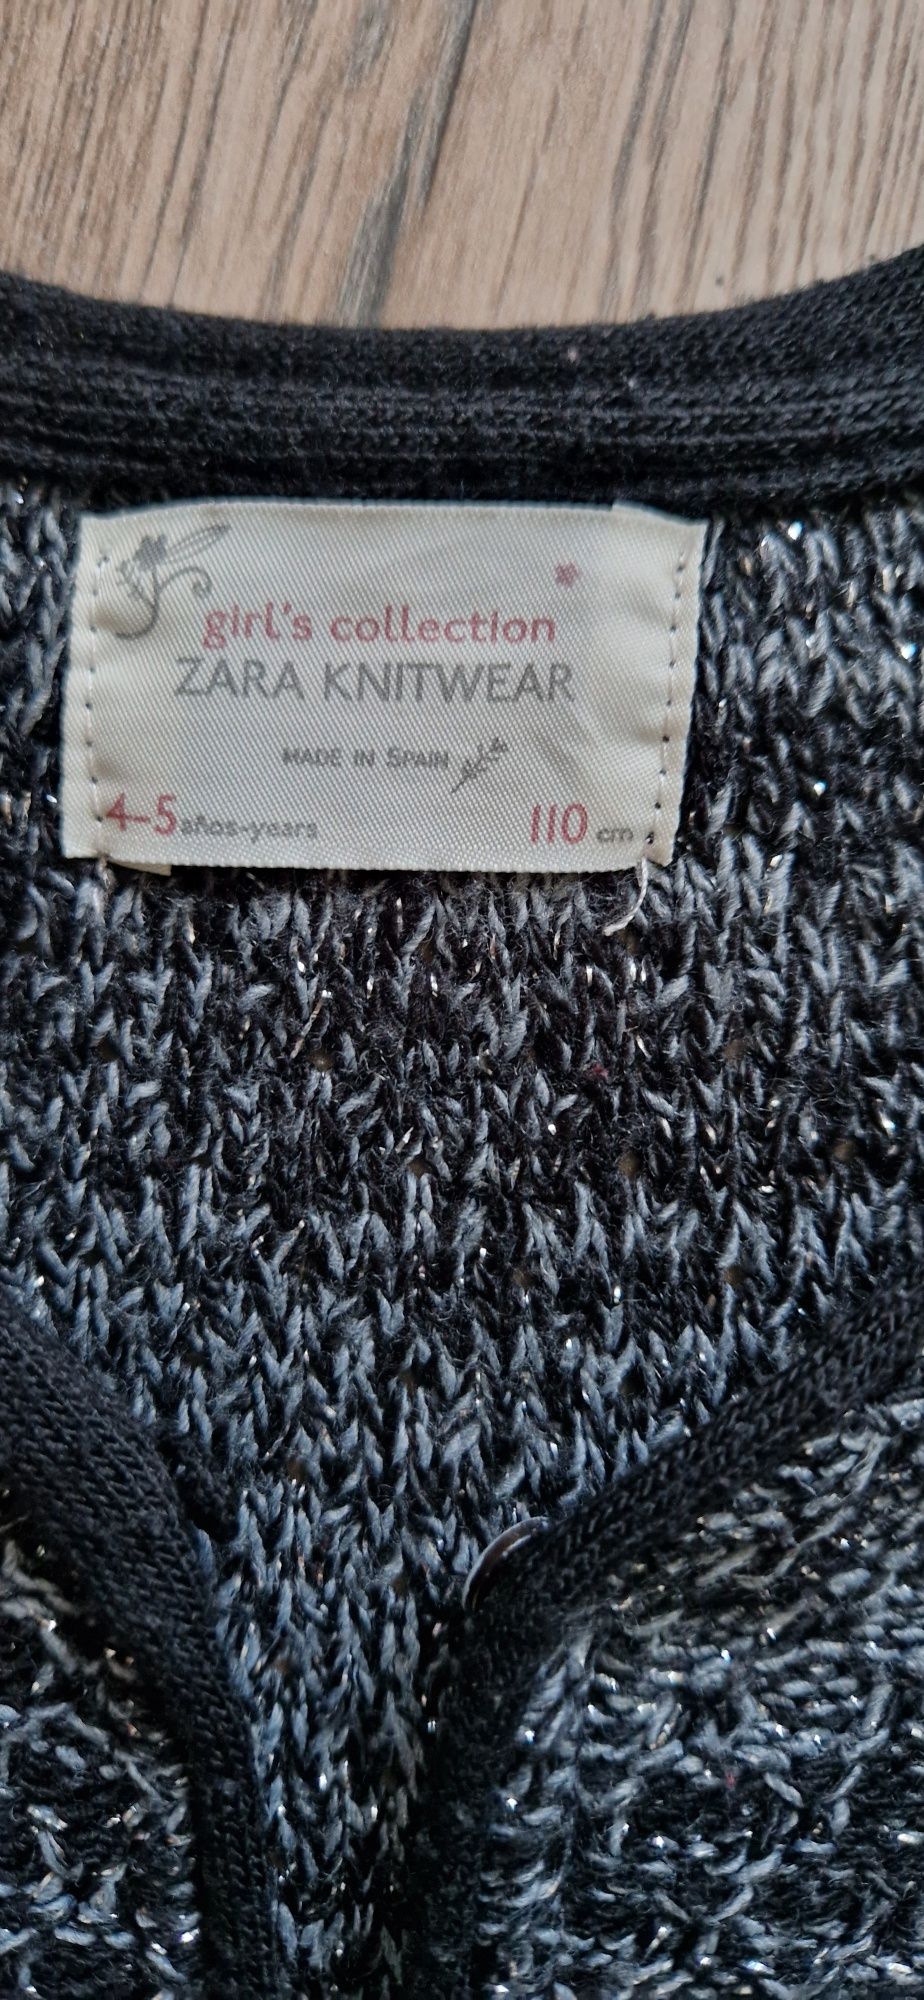 girl's collection
ZARA KNITWEAR
MADE IN SPAIN
4-5 años-years 110 cm